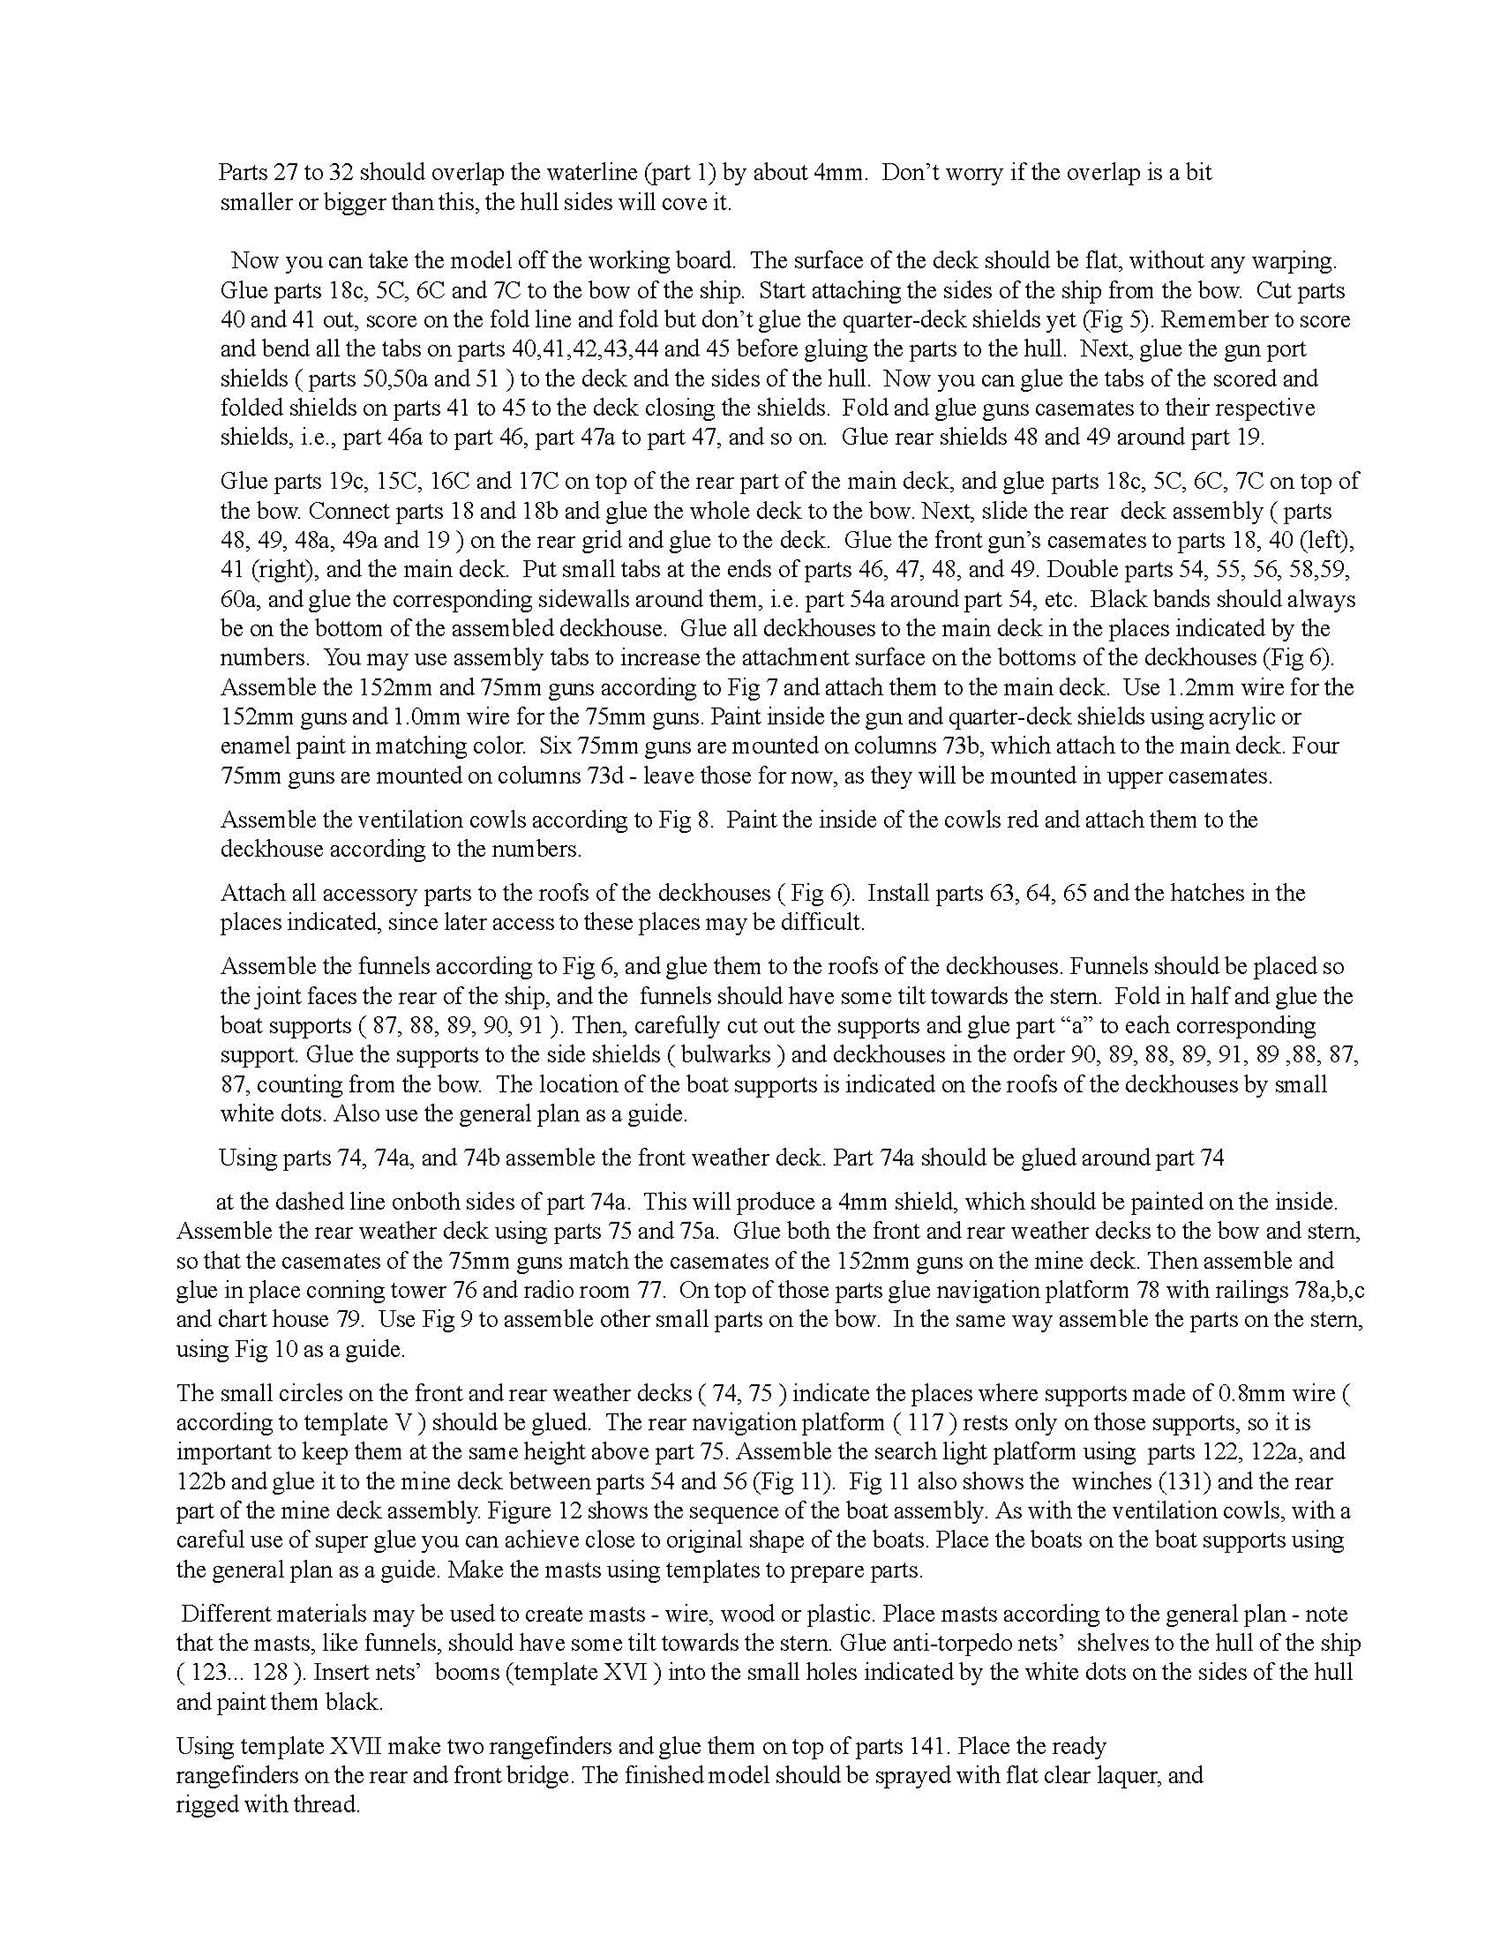 Parts 27 to 32 should overlap the waterline (part 1) by about 4mm.  Don't worry if the overlap is a bit
smaller or bigger than this, the hull sides will cove it.
Now you can take the model off the working board.  The surface of the deck should be flat, without any warping.
Glue parts 18c, 5C, 6C and 7C to the bow of the ship.  Start attaching the sides of the ship from the bow.  Cut parts
40 and 41 out, score on the fold line and fold but don't glue the quarter-deck shields yet (Fig 5). Remember to score
and bend all the tabs on parts 40,41,42,43,44 and 45 before gluing the parts to the hull.  Next, glue the gun port
shields ( parts 50,50a and 51 ) to the deck and the sides of the hull.  Now you can glue the tabs of the scored and
folded shields on parts 41 to 45 to the deck closing the shields.  Fold and glue guns casemates to their respective
shields, i.e., part 46a to part 46, part 47a to part 47, and so on.  Glue rear shields 48 and 49 around part 19.
Glue parts 19c, 15C, 16C and 17C on top of the rear part of the main deck, and glue parts 18c, 5C, 6C, 7C on top of
the bow. Connect parts 18 and 18b and glue the whole deck to the bow. Next, slide the rear  deck assembly ( parts
48, 49, 48a, 49a and 19 ) on the rear grid and glue to the deck.  Glue the front gun's casemates to parts 18, 40 (left),
41 (right), and the main deck.  Put small tabs at the ends of parts 46, 47, 48, and 49. Double parts 54, 55, 56, 58,59,
60a, and glue the corresponding sidewalls around them, i.e. part 54a around part 54, etc.  Black bands should always
be on the bottom of the assembled deckhouse.  Glue all deckhouses to the main deck in the places indicated by the
numbers.  You may use assembly tabs to increase the attachment surface on the bottoms of the deckhouses (Fig 6).
Assemble the 152mm and 75mm guns according to Fig 7 and attach them to the main deck.  Use 1.2mm wire for the
152mm guns and 1.0mm wire for the 75mm guns. Paint inside the gun and quarter-deck shields using acrylic or
enamel paint in matching color.  Six 75mm guns are mounted on columns 73b, which attach to the main deck. Four
75mm guns are mounted on columns 73d - leave those for now, as they will be mounted in upper casemates.
Assemble the ventilation cowls according to Fig 8.  Paint the inside of the cowls red and attach them to the
deckhouse according to the numbers.
Attach all accessory parts to the roofs of the deckhouses ( Fig 6).  Install parts 63, 64, 65 and the hatches in the
places indicated, since later access to these places may be difficult.
Assemble the funnels according to Fig 6, and glue them to the roofs of the deckhouses. Funnels should be placed so
the joint faces the rear of the ship, and the  funnels should have some tilt towards the stern.  Fold in half and glue the
boat supports ( 87, 88, 89, 90, 91 ). Then, carefully cut out the supports and glue part “a” to each corresponding
support. Glue the supports to the side shields ( bulwarks ) and deckhouses in the order 90, 89, 88, 89, 91, 89 ,88, 87,
87, counting from the bow.  The location of the boat supports is indicated on the roofs of the deckhouses by small
white dots. Also use the general plan as a guide.
Using parts 74, 74a, and 74b assemble the front weather deck. Part 74a should be glued around part 74
at the dashed line onboth sides of part 74a.  This will produce a 4mm shield, which should be painted on the inside.
Assemble the rear weather deck using parts 75 and 75a.  Glue both the front and rear weather decks to the bow and stern,
so that the casemates of the 75mm guns match the casemates of the 152mm guns on the mine deck. Then assemble and
glue in place conning tower 76 and radio room 77.  On top of those parts glue navigation platform 78 with railings 78a,b,c
and chart house 79.  Use Fig 9 to assemble other small parts on the bow.  In the same way assemble the parts on the stern,
using Fig 10 as a guide.
The small circles on the front and rear weather decks ( 74, 75 ) indicate the places where supports made of 0.8mm wire (
according to template V ) should be glued.  The rear navigation platform ( 117 ) rests only on those supports, so it is
important to keep them at the same height above part 75. Assemble the search light platform using  parts 122, 122a, and
122b and glue it to the mine deck between parts 54 and 56 (Fig 11).  Fig 11 also shows the  winches (131) and the rear
part of the mine deck assembly. Figure 12 shows the sequence of the boat assembly. As with the ventilation cowls, with a
careful use of super glue you can achieve close to original shape of the boats. Place the boats on the boat supports using
the general plan as a guide. Make the masts using templates to prepare parts.
Different materials may be used to create masts - wire, wood or plastic. Place masts according to the general plan - note
that the masts, like funnels, should have some tilt towards the stern. Glue anti-torpedo nets’  shelves to the hull of the ship
( 123... 128 ). Insert nets’  booms (template XVI ) into the small holes indicated by the white dots on the sides of the hull
and paint them black.
Using template XVII make two rangefinders and glue them on top of parts 141. Place the ready
rangefinders on the rear and front bridge. The finished model should be sprayed with flat clear laquer, and
rigged with thread.